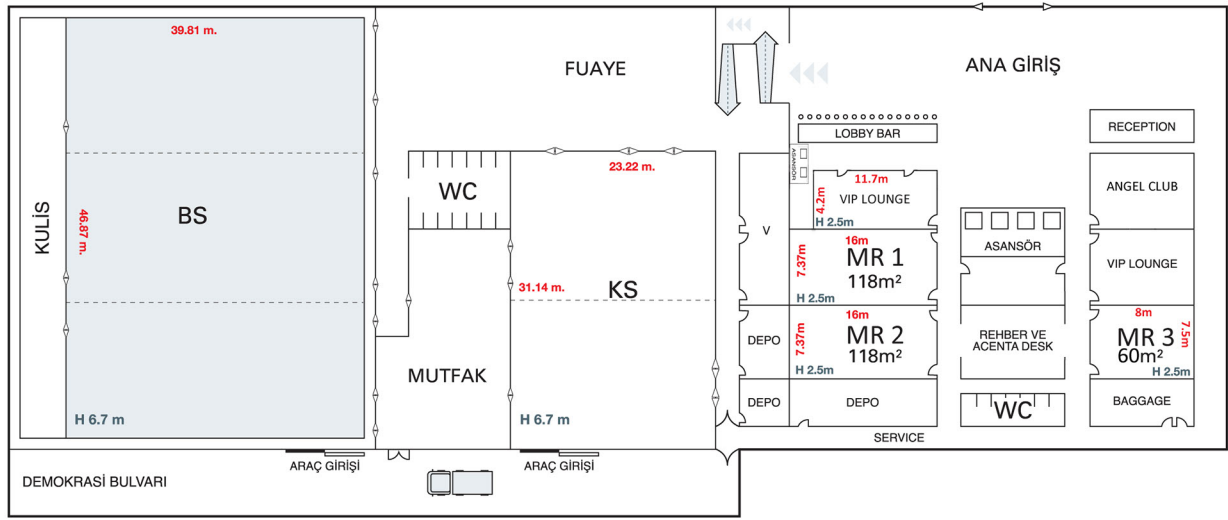 39.81 m.
46.87 m.
KULİS
BS
H 6.7 m
FUAYE
WC
MUTFAK
23.22 m.
31.14 m.
KS
H 6.7 m
ANA GİRİŞ
LOBBY BAR
ASANSÖR
11.7m
4.2m
VIP LOUNGE
H 2.5m
V
16m
7.37m
MR 1
118m²
H 2.5m
16m
7.37m
MR 2
118m²
H 2.5m
DEPO
DEPO
DEPO
ASANSÖR
REHBER VE
ACENTA DESK
WC
RECEPTION
ANGEL CLUB
VIP LOUNGE
8m
7.5m
MR 3
60m²
H 2.5m
BAGGAGE
SERVICE
ARAÇ GİRİŞİ
ARAÇ GİRİŞİ
DEMOKRASİ BULVARI